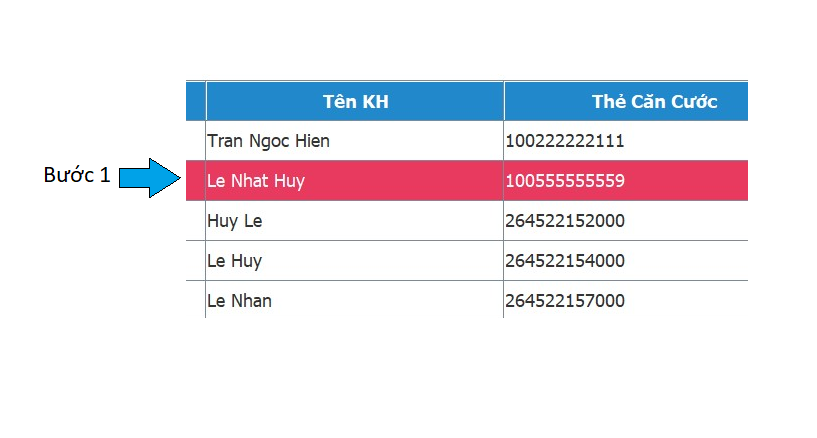 Tên KH Thẻ Căn Cước
Tran Ngoc Hien 100222222111
Bước 1 Le Nhat Huy 100555555559
Huy Le 264522152000
Le Huy 264522154000
Le Nhan 264522157000